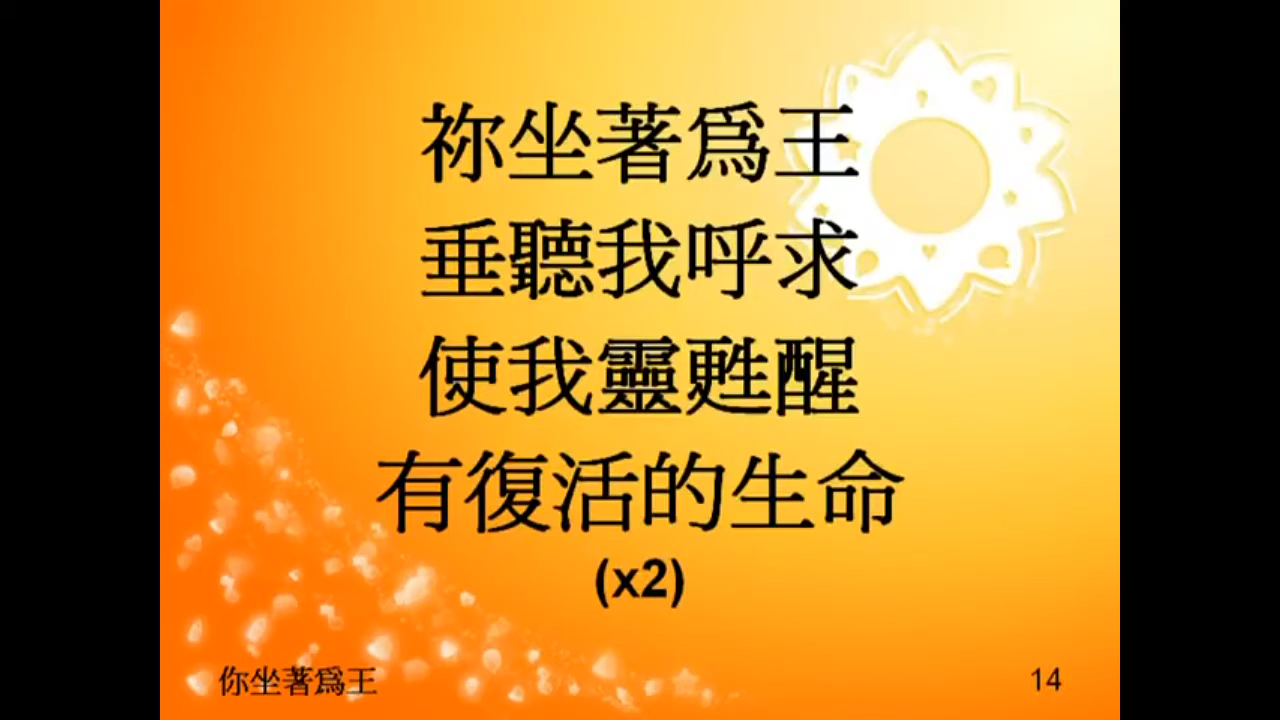 祢坐著爲王
垂聽我呼求
使我靈甦醒
有復活的生命
(x2)
你坐著爲王
14